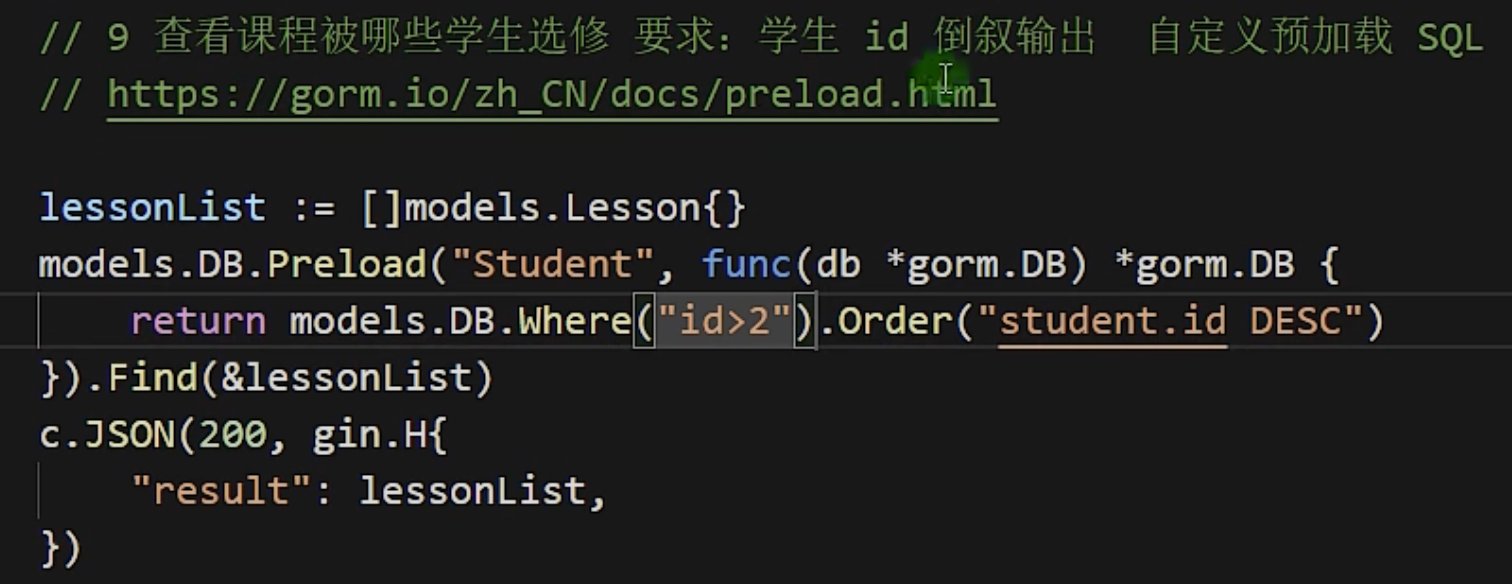 // 9 查看课程被哪些学生选修 要求：学生 id 倒叙输出  自定义预加载 SQL
// https://gorm.io/zh_CN/docs/preload.html
lessonList := []models.Lesson{}
models.DB.Preload("Student", func(db *gorm.DB) *gorm.DB {
    return models.DB.Where("id>2").Order("student.id DESC")
}).Find(&lessonList)
c.JSON(200, gin.H{
    "result": lessonList,
})